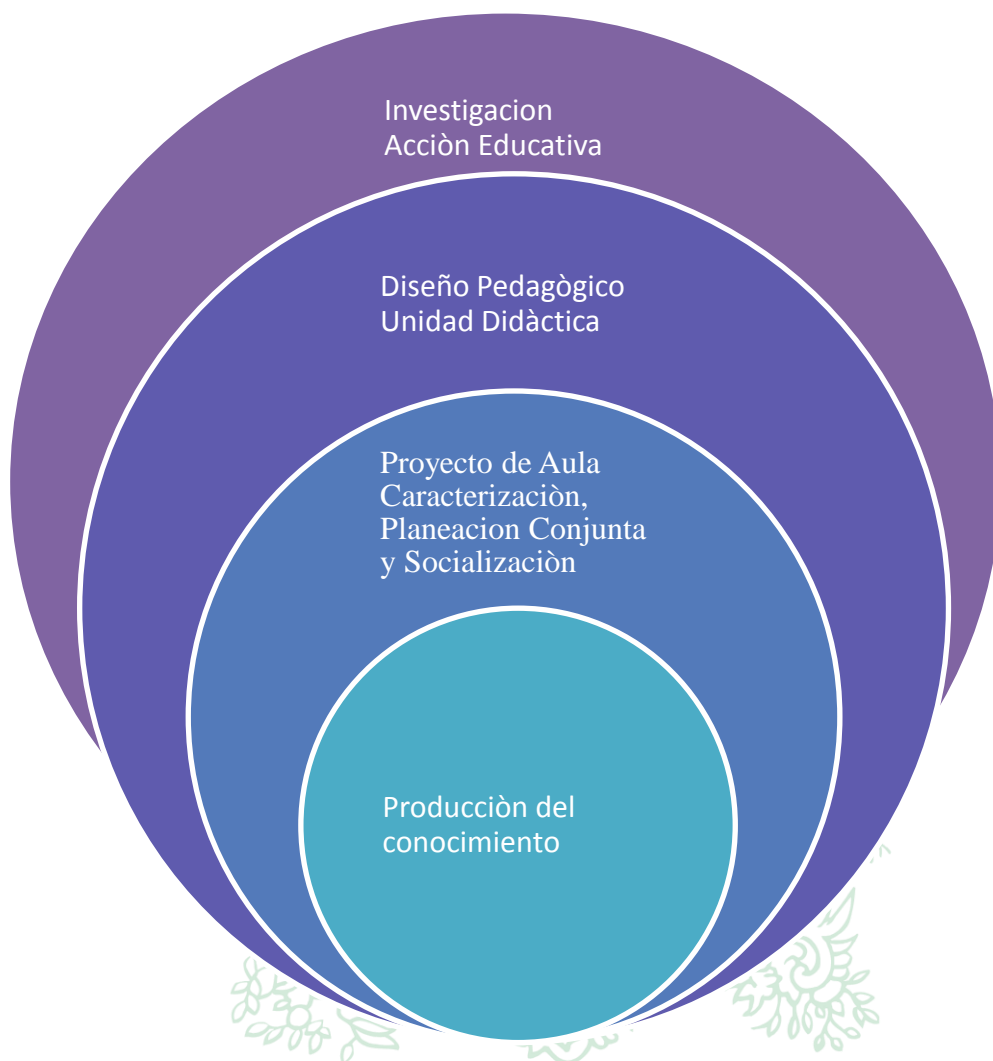 Investigacion
Acciòn Educativa
Diseño Pedagògico
Unidad Didàctica
Proyecto de Aula
Caracterizaciòn,
Planeacion Conjunta
y Socializaciòn
Producciòn del
conocimiento